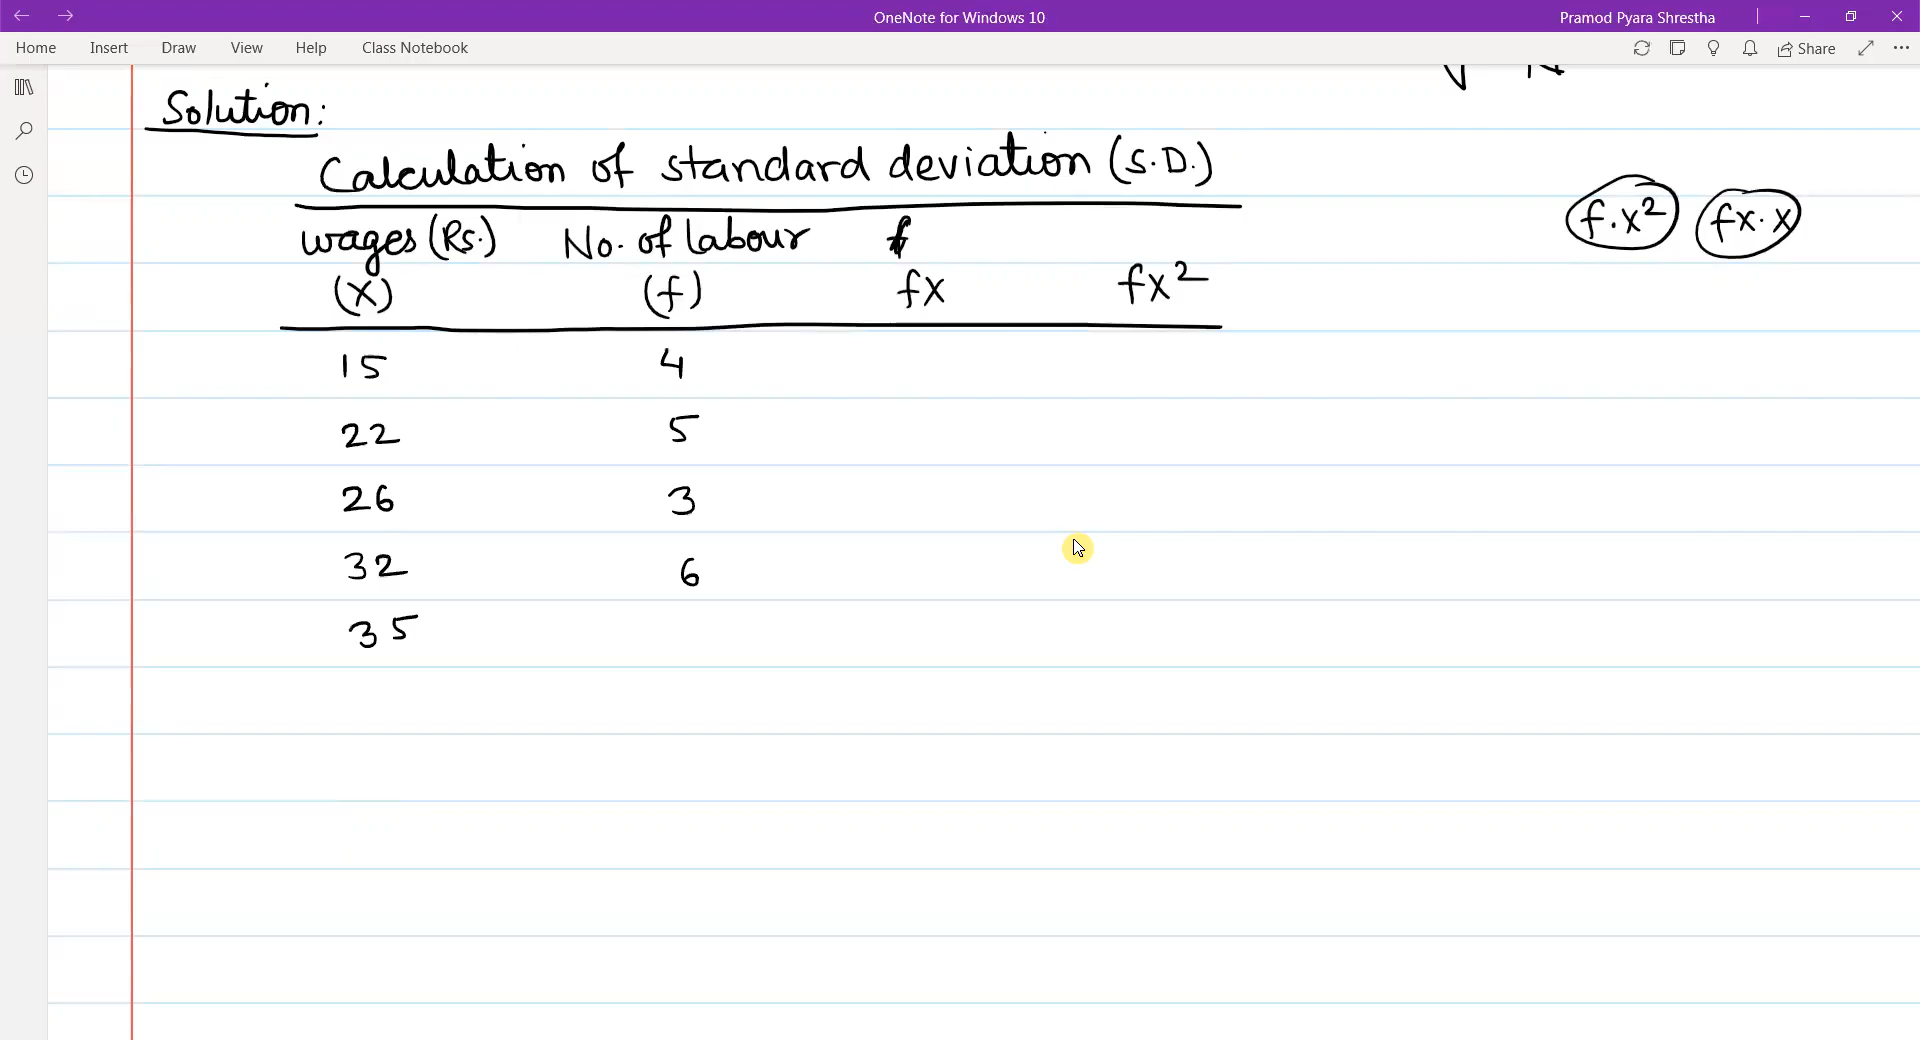 OneNote for Windows 10
Pramod Pyara Shrestha
Home Insert Draw View Help Class Notebook
Share
Solution:
Calculation of standard deviation (S.D.)
wages (Rs.) No. of labour
(x) (f) fx fx²
f.x² fx.x
15 4
22 5
26 3
32 6
35